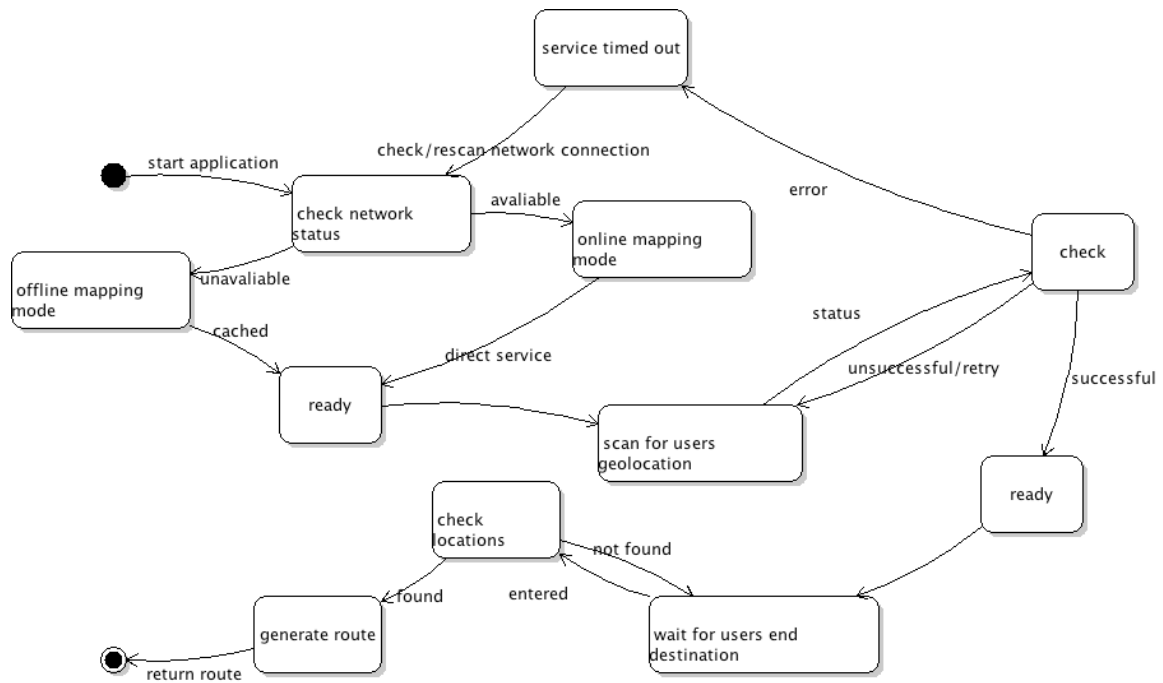 service timed out
check/rescan network connection
start application
error
avaliable
check network
status
online mapping
mode
check
unavaliable
offline mapping
mode
status
cached
direct service
unsuccessful/retry
successful
ready
scan for users
geolocation
ready
check
locations
not found
entered
found
generate route
wait for users end
destination
return route